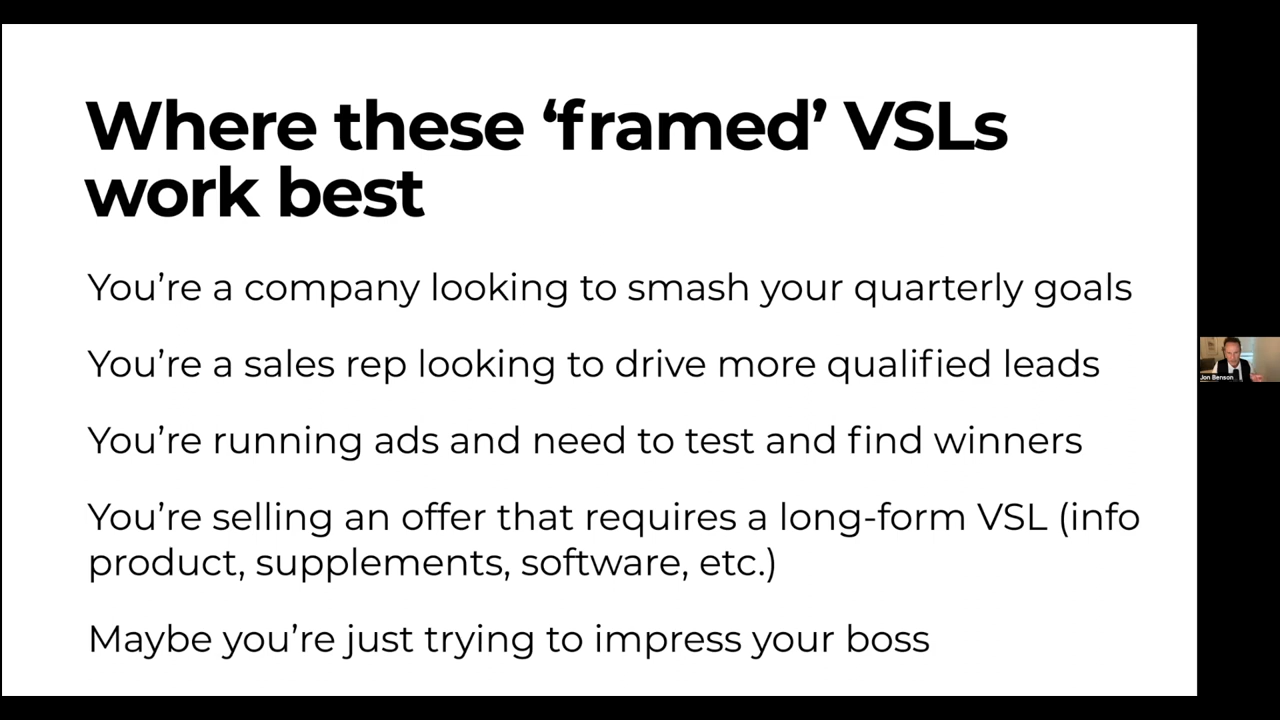 Where these ‘framed’ VSLs
work best
You’re a company looking to smash your quarterly goals
You’re a sales rep looking to drive more qualified leads
You’re running ads and need to test and find winners
You’re selling an offer that requires a long-form VSL (info
product, supplements, software, etc.)
Maybe you’re just trying to impress your boss
Jon Benson